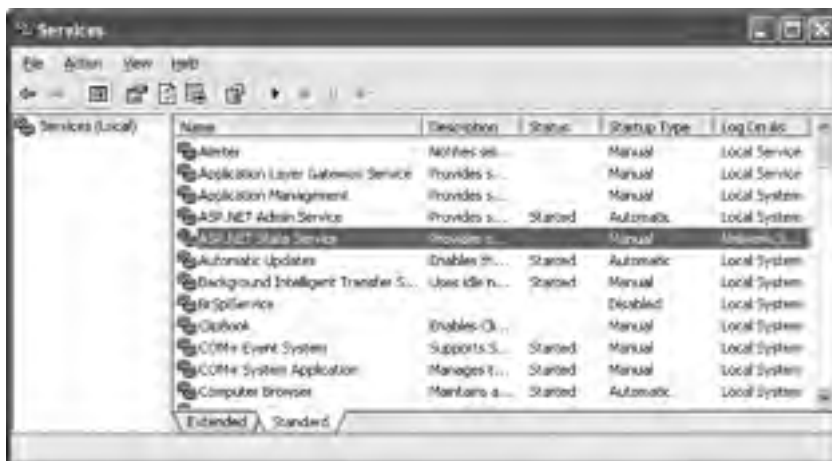 Services
File Action View Help
Services (Local)
Name Description Status Startup Type Log On As
Alerter Notifies sel... Manual Local Service
Application Layer Gateway Service Provides s... Manual Local Service
Application Management Provides s... Manual Local System
ASP.NET Admin Service Provides s... Started Automatic Local System
ASP.NET State Service Provides s... Manual Network S...
Automatic Updates Enables th... Started Automatic Local System
Background Intelligent Transfer S... Uses idle n... Started Manual Local System
Disabled Local System
ClipBook Enables Cli... Manual Local System
COM+ Event System Supports S... Started Manual Local System
COM+ System Application Manages t... Started Manual Local System
Computer Browser Maintains a... Started Automatic Local System
Extended Standard